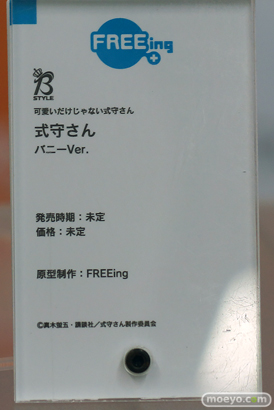 FREEing
B
STYLE
可愛いだけじゃない式守さん
式守さん
バニーVer.
発売時期：未定
価格：未定
原型制作：FREEing
©真木蛍五・講談社／式守さん製作委員会
moeyo.com